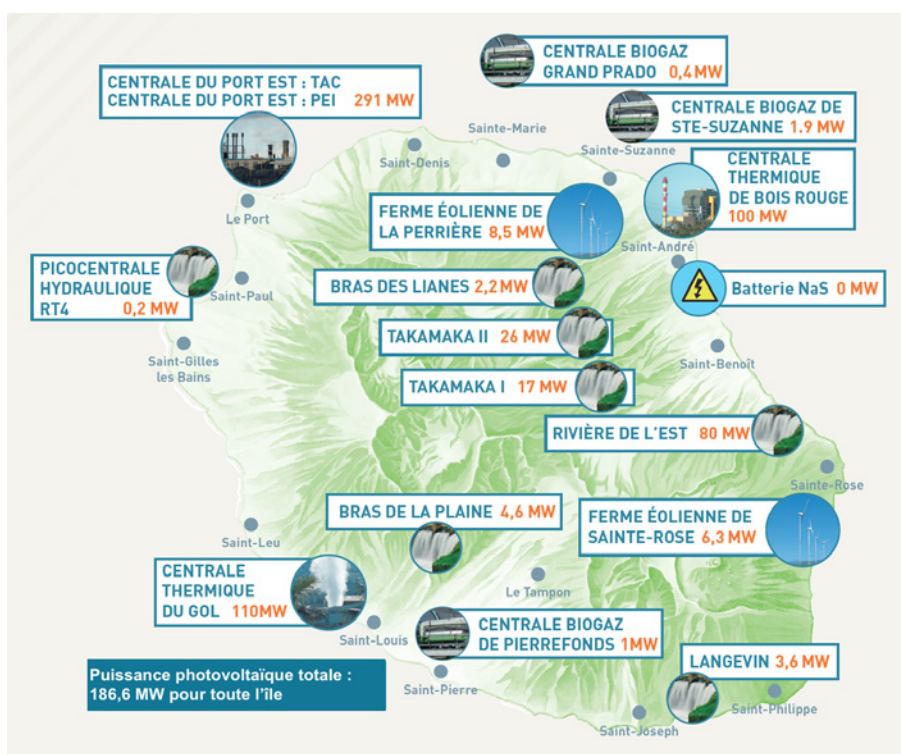 CENTRALE BIOGAZ
GRAND PRADO 0,4 MW
CENTRALE DU PORT EST : TAC
CENTRALE DU PORT EST : PEI 291 MW
CENTRALE BIOGAZ DE
STE-SUZANNE 1.9 MW
Sainte-Marie
Saint-Denis
Sainte-Suzanne
CENTRALE
THERMIQUE
DE BOIS ROUGE
100 MW
Le Port
FERME ÉOLIENNE DE
LA PERRIÈRE 8,5 MW
Saint-André
PICOCENTRALE
HYDRAULIQUE
RT4 0,2 MW
Saint-Paul
BRAS DES LIANES 2,2 MW
Batterie NaS 0 MW
TAKAMAKA II 26 MW
Saint-Gilles
les Bains
Saint-Benoît
TAKAMAKA I 17 MW
RIVIÈRE DE L'EST 80 MW
Sainte-Rose
BRAS DE LA PLAINE 4,6 MW
FERME ÉOLIENNE DE
SAINTE-ROSE 6,3 MW
Saint-Leu
CENTRALE
THERMIQUE
DU GOL 110MW
Le Tampon
Saint-Louis
CENTRALE BIOGAZ
DE PIERREFONDS 1MW
LANGEVIN 3,6 MW
Puissance photovoltaïque totale :
186,6 MW pour toute l'île
Saint-Pierre
Saint-Philippe
Saint-Joseph